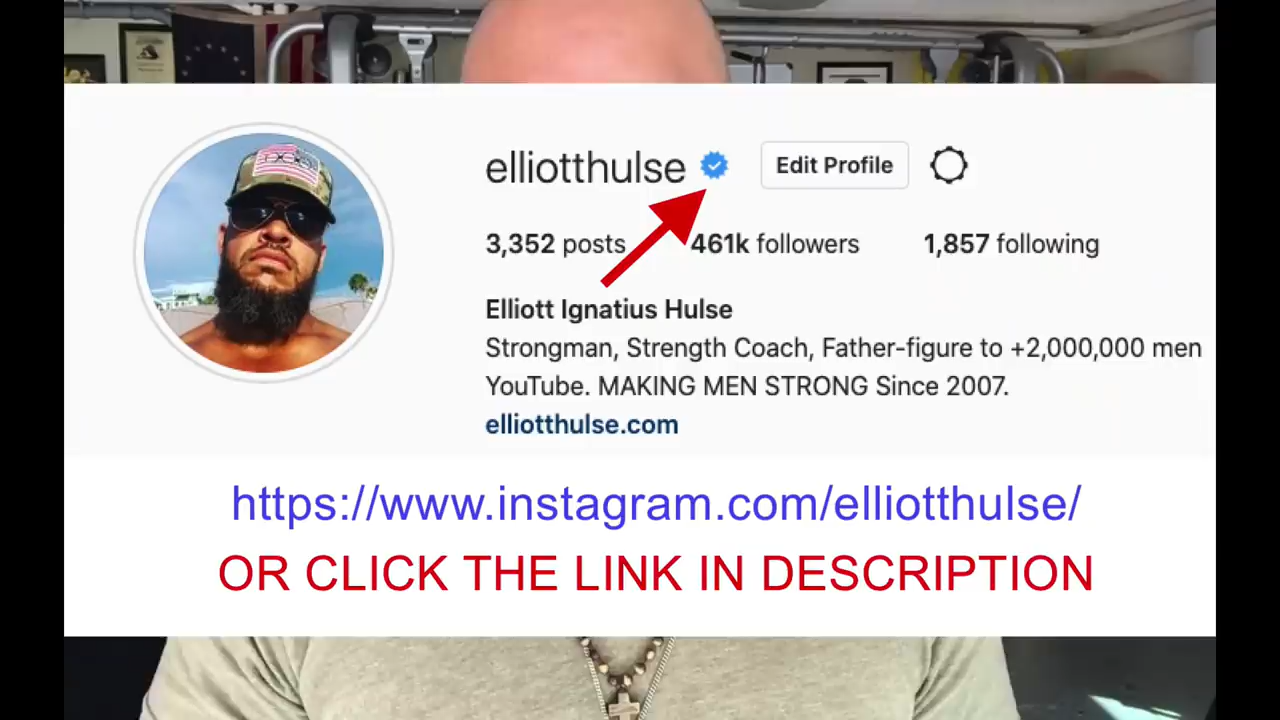 elliotthulse Edit Profile
3,352 posts 461k followers 1,857 following
Elliott Ignatius Hulse
Strongman, Strength Coach, Father-figure to +2,000,000 men
YouTube. MAKING MEN STRONG Since 2007.
elliotthulse.com
https://www.instagram.com/elliotthulse/
OR CLICK THE LINK IN DESCRIPTION